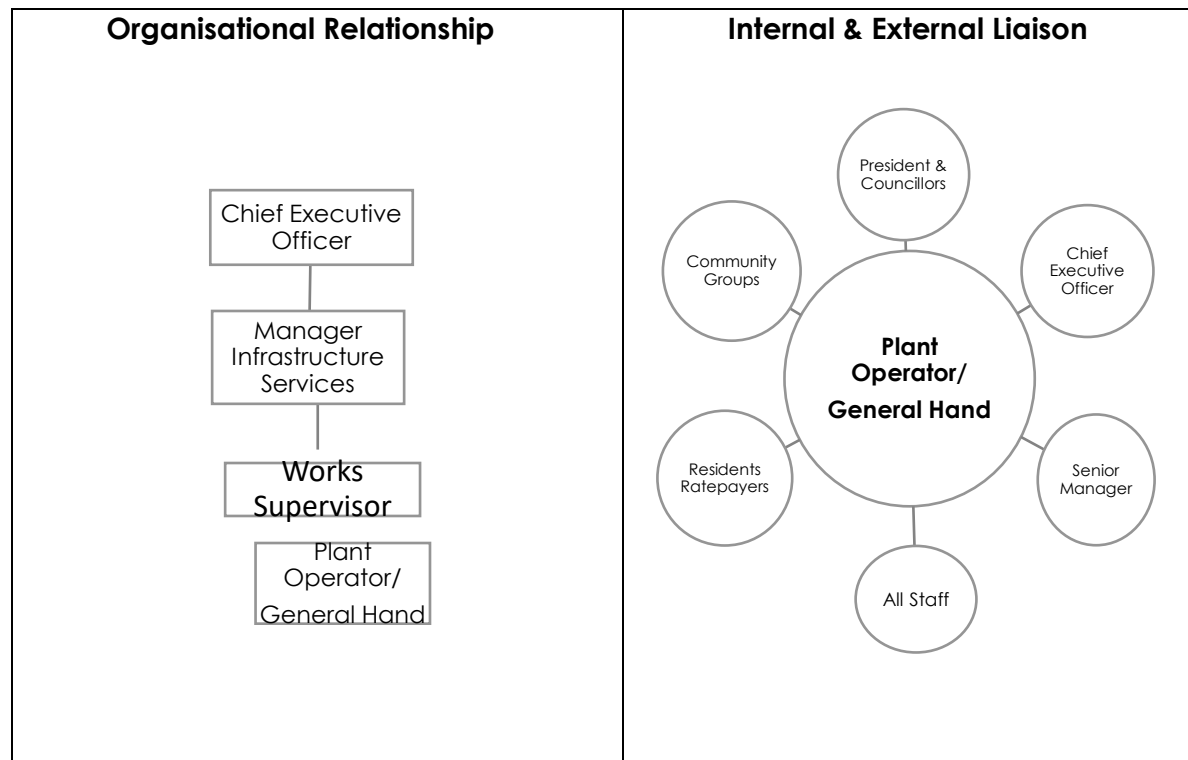 Organisational Relationship
Chief Executive
Officer
Manager
Infrastructure
Services
Works
Supervisor
Plant
Operator/
General Hand
Internal & External Liaison
President &
Councillors
Community
Groups
Chief
Executive
Officer
Plant
Operator/
General Hand
Residents
Ratepayers
Senior
Manager
All Staff